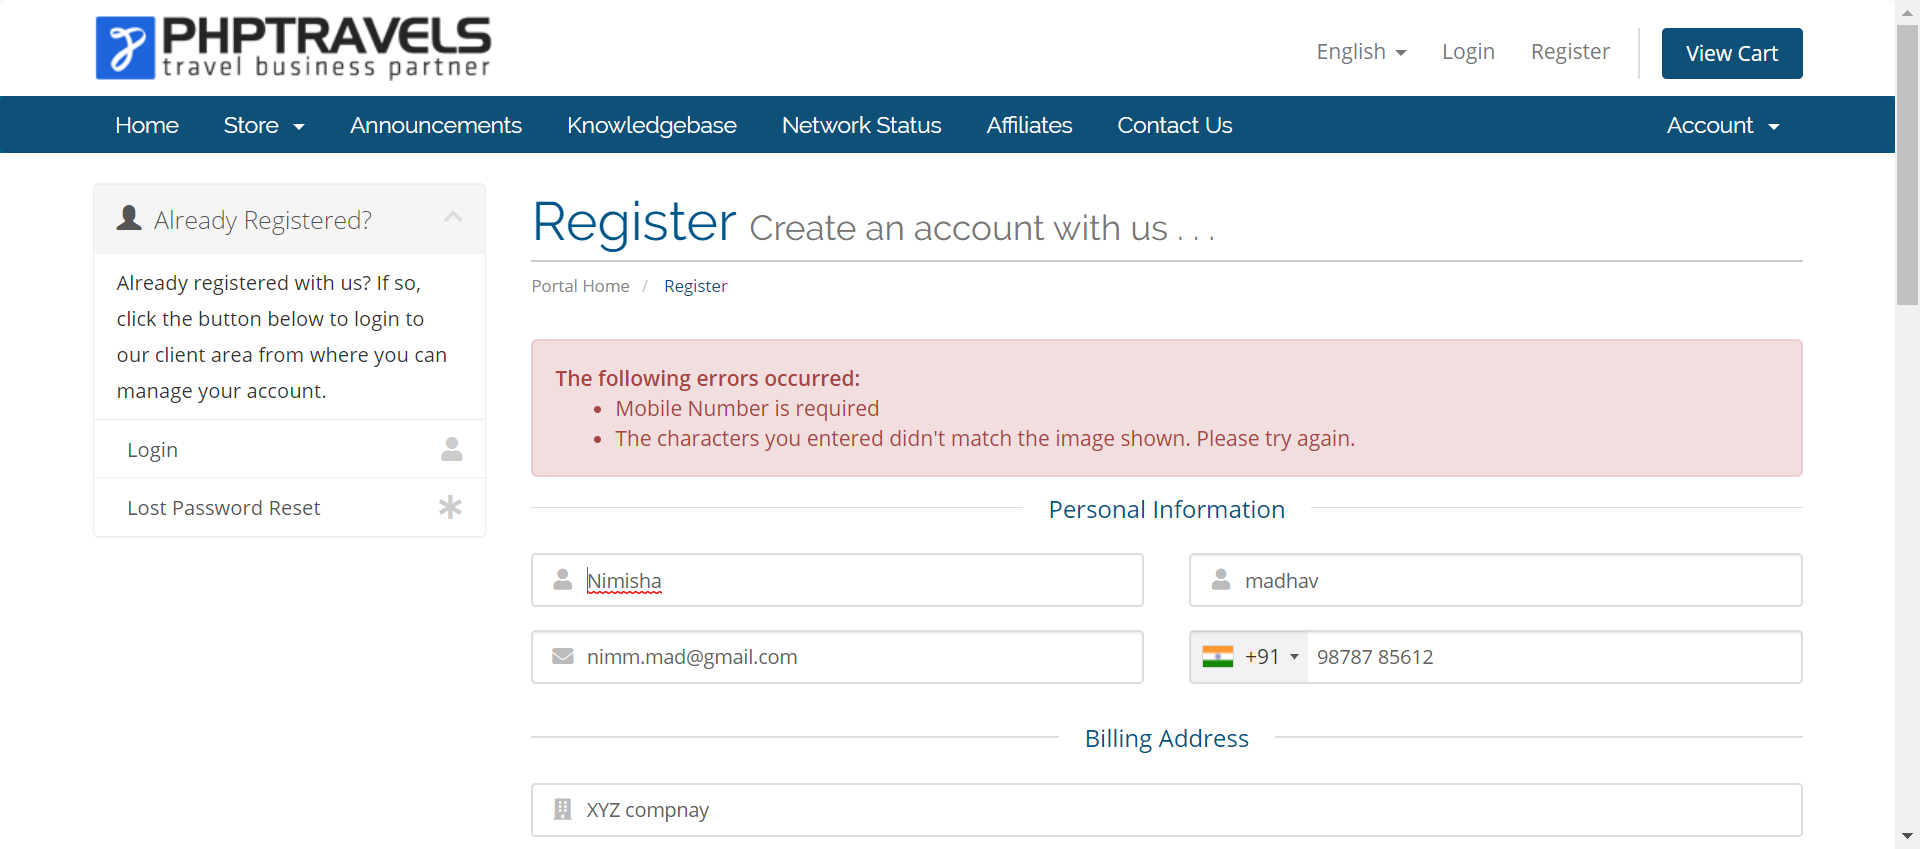 PHPTRAVELS
travel business partner
English
Login
Register
View Cart
Home
Store
Announcements
Knowledgebase
Network Status
Affiliates
Contact Us
Account
Already Registered?
Already registered with us? If so,
click the button below to login to
our client area from where you can
manage your account.
Login
Lost Password Reset
Register Create an account with us . . .
Portal Home / Register
The following errors occurred:
Mobile Number is required
The characters you entered didn't match the image shown. Please try again.
Personal Information
Nimisha
madhav
nimm.mad@gmail.com
+91 98787 85612
Billing Address
XYZ compnay